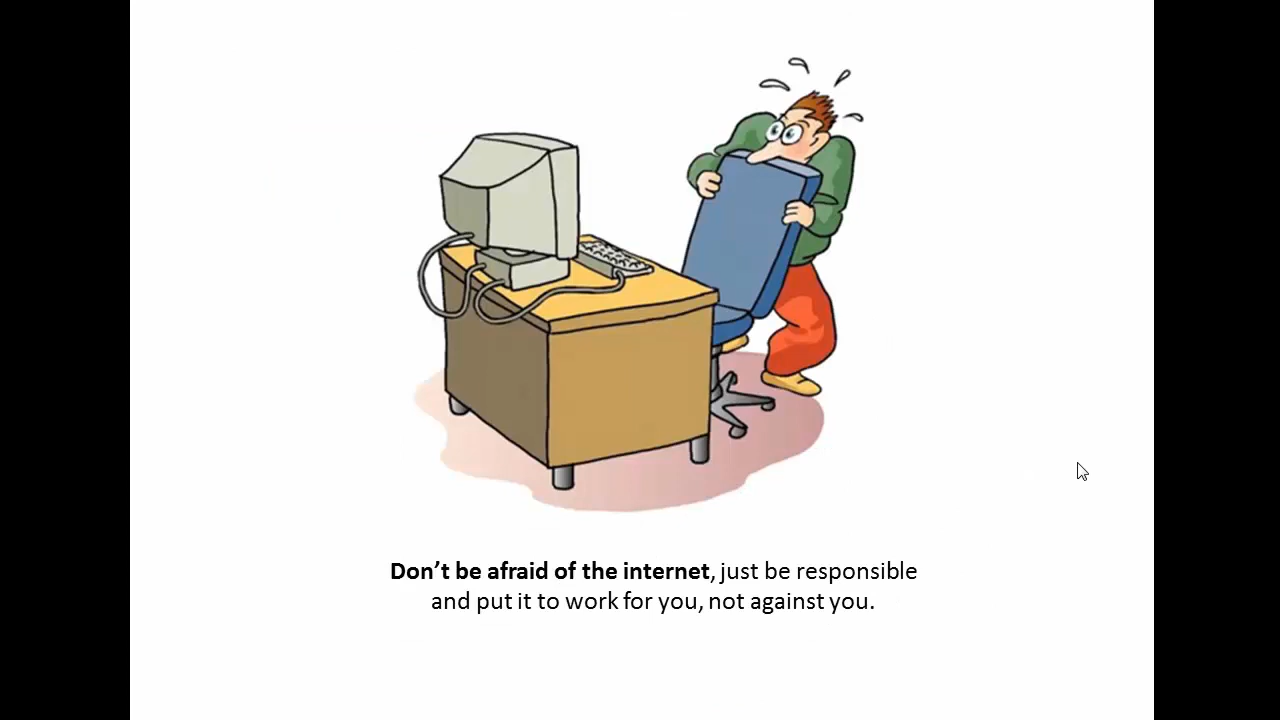 Don’t be afraid of the internet, just be responsible
and put it to work for you, not against you.